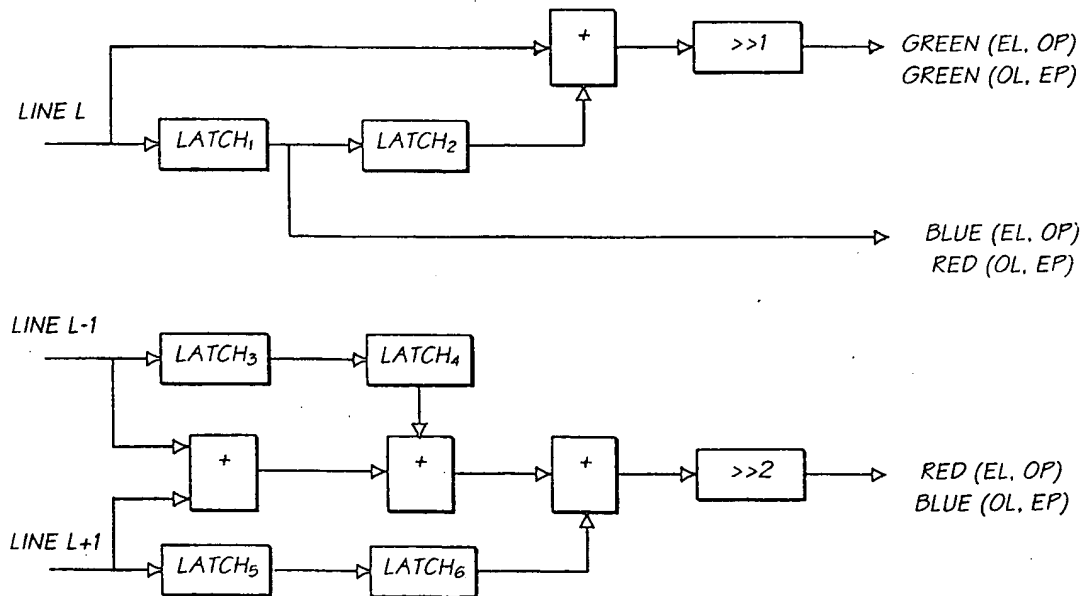 +
>>1
GREEN (EL, OP)
GREEN (OL, EP)
LINE L
LATCH₁
LATCH₂
BLUE (EL, OP)
RED (OL, EP)
LINE L-1
LATCH₃
LATCH₄
+
+
+
>>2
RED (EL, OP)
BLUE (OL, EP)
LINE L+1
LATCH₅
LATCH₆